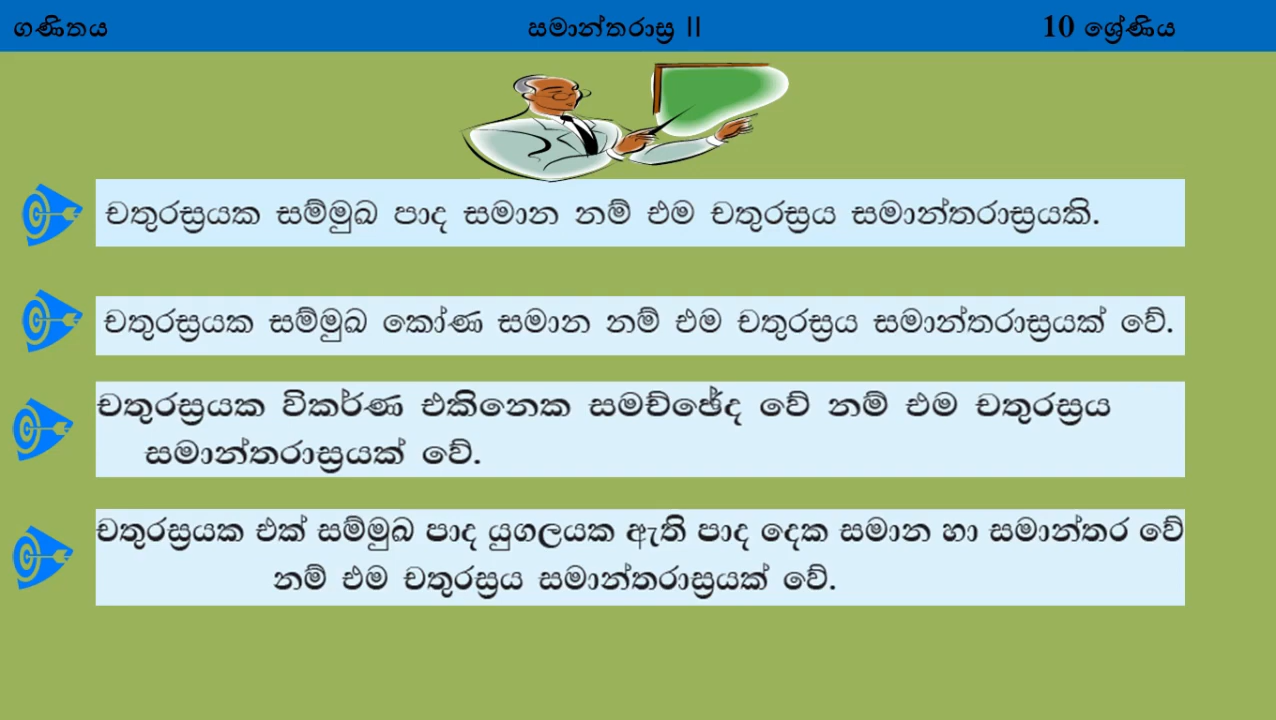 ගණිතය
සමාන්තරාස්‍ර II
10 ශ්‍රේණිය
චතුරස්‍රයක සම්මුඛ පාද සමාන නම් එම චතුරස්‍රය සමාන්තරාස්‍රයකි.
චතුරස්‍රයක සම්මුඛ කෝණ සමාන නම් එම චතුරස්‍රය සමාන්තරාස්‍රයක් වේ.
චතුරස්‍රයක විකර්ණ එකිනෙක සමච්ඡේද වේ නම් එම චතුරස්‍රය
සමාන්තරාස්‍රයක් වේ.
චතුරස්‍රයක එක් සම්මුඛ පාද යුගලයක ඇති පාද දෙක සමාන හා සමාන්තර වේ
නම් එම චතුරස්‍රය සමාන්තරාස්‍රයක් වේ.